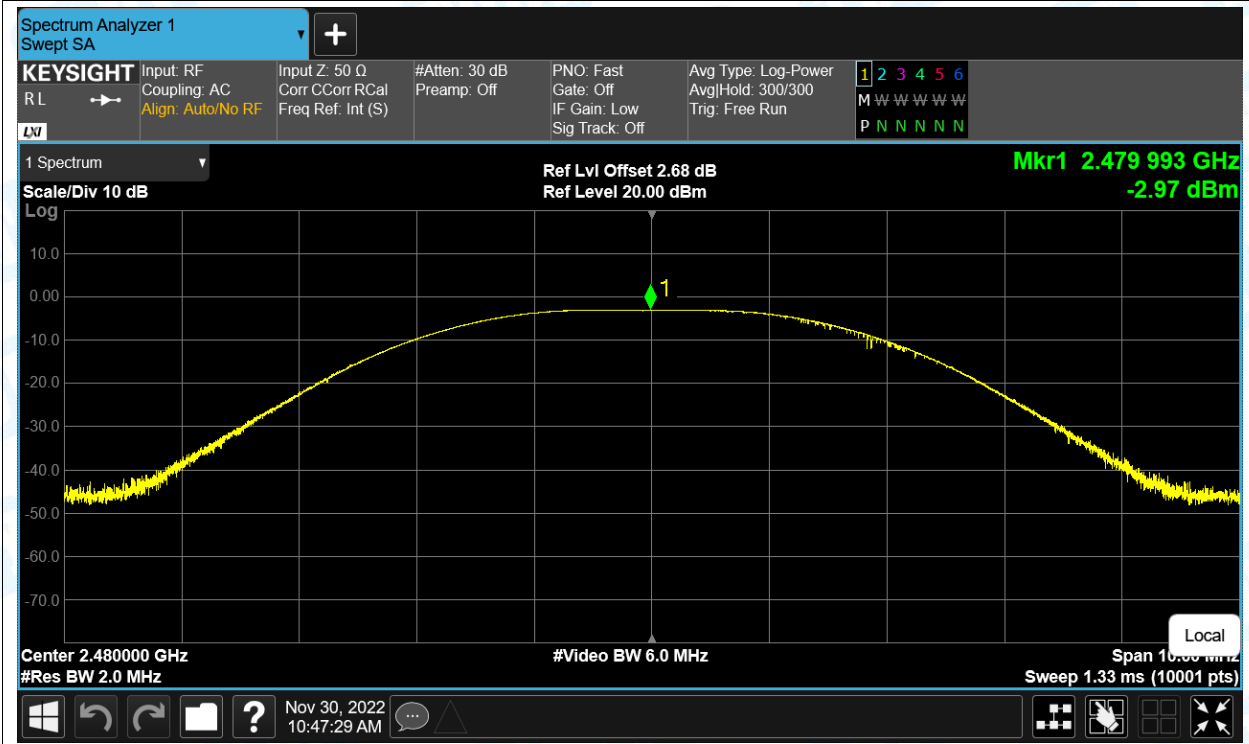 Spectrum Analyzer 1
Swept SA
+
KEYSIGHT
R L
LXI
Input: RF
Coupling: AC
Align: Auto/No RF
Input Z: 50 Ω
Corr CCorr RCal
Freq Ref: Int (S)
#Atten: 30 dB
Preamp: Off
PNO: Fast
Gate: Off
IF Gain: Low
Sig Track: Off
Avg Type: Log-Power
Avg|Hold: 300/300
Trig: Free Run
1 2 3 4 5 6
M W W W W W
P N N N N N
1 Spectrum
Scale/Div 10 dB
Log
Ref Lvl Offset 2.68 dB
Ref Level 20.00 dBm
Mkr1 2.479 993 GHz
-2.97 dBm
1
10.0
0.00
-10.0
-20.0
-30.0
-40.0
-50.0
-60.0
-70.0
Local
Center 2.480000 GHz
#Video BW 6.0 MHz
Span 10.00 MHz
#Res BW 2.0 MHz
Sweep 1.33 ms (10001 pts)
?
Nov 30, 2022
10:47:29 AM